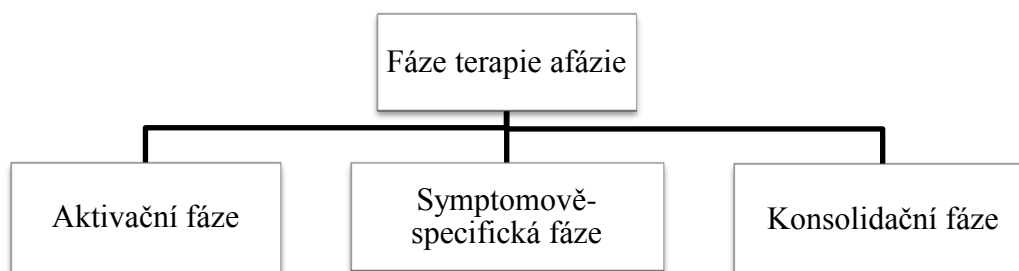 Fáze terapie afázie
Aktivační fáze
Symptomově-
specifická fáze
Konsolidační fáze